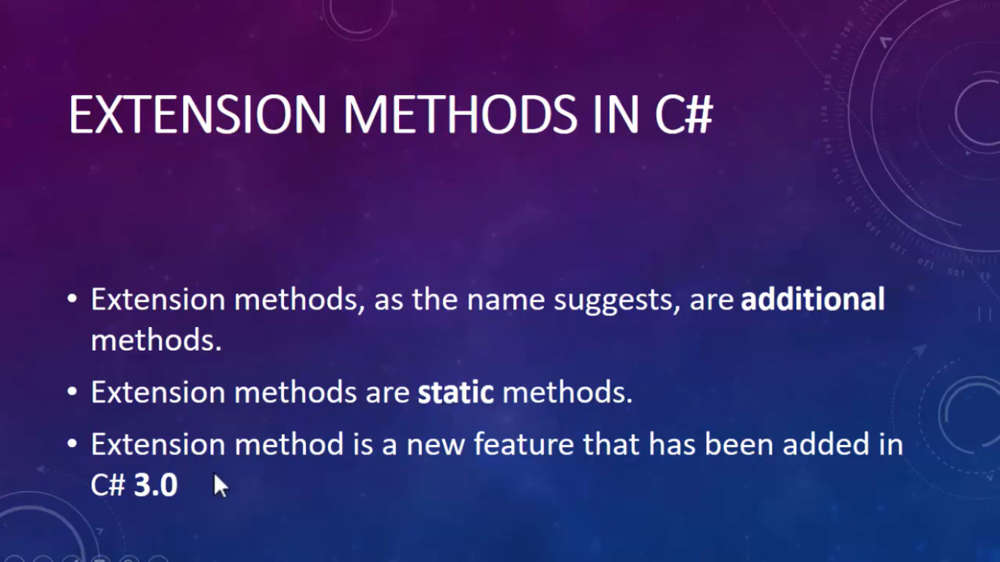 EXTENSION METHODS IN C#
• Extension methods, as the name suggests, are additional
methods.
• Extension methods are static methods.
• Extension method is a new feature that has been added in
C# 3.0